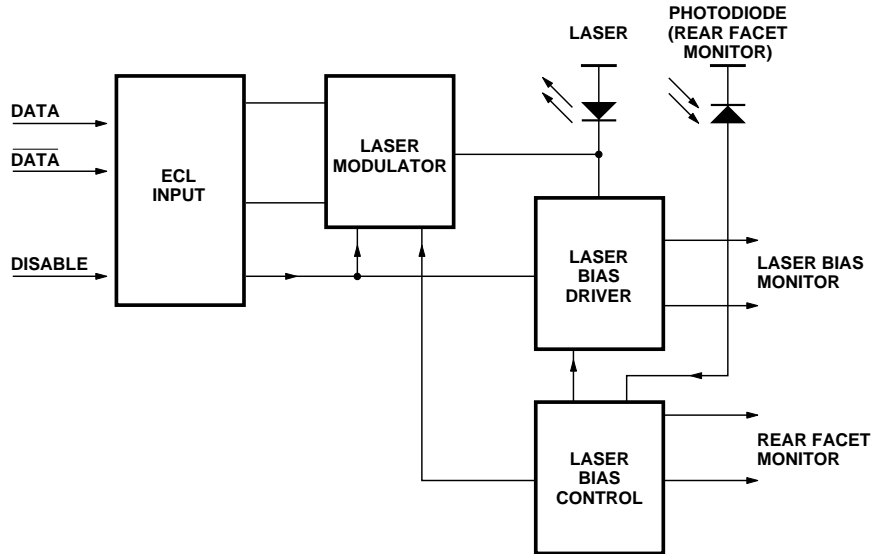 PHOTODIODE
(REAR FACET
MONITOR)
LASER
DATA
DATA
DISABLE
ECL
INPUT
LASER
MODULATOR
LASER
BIAS
DRIVER
LASER BIAS
MONITOR
LASER
BIAS
CONTROL
REAR FACET
MONITOR